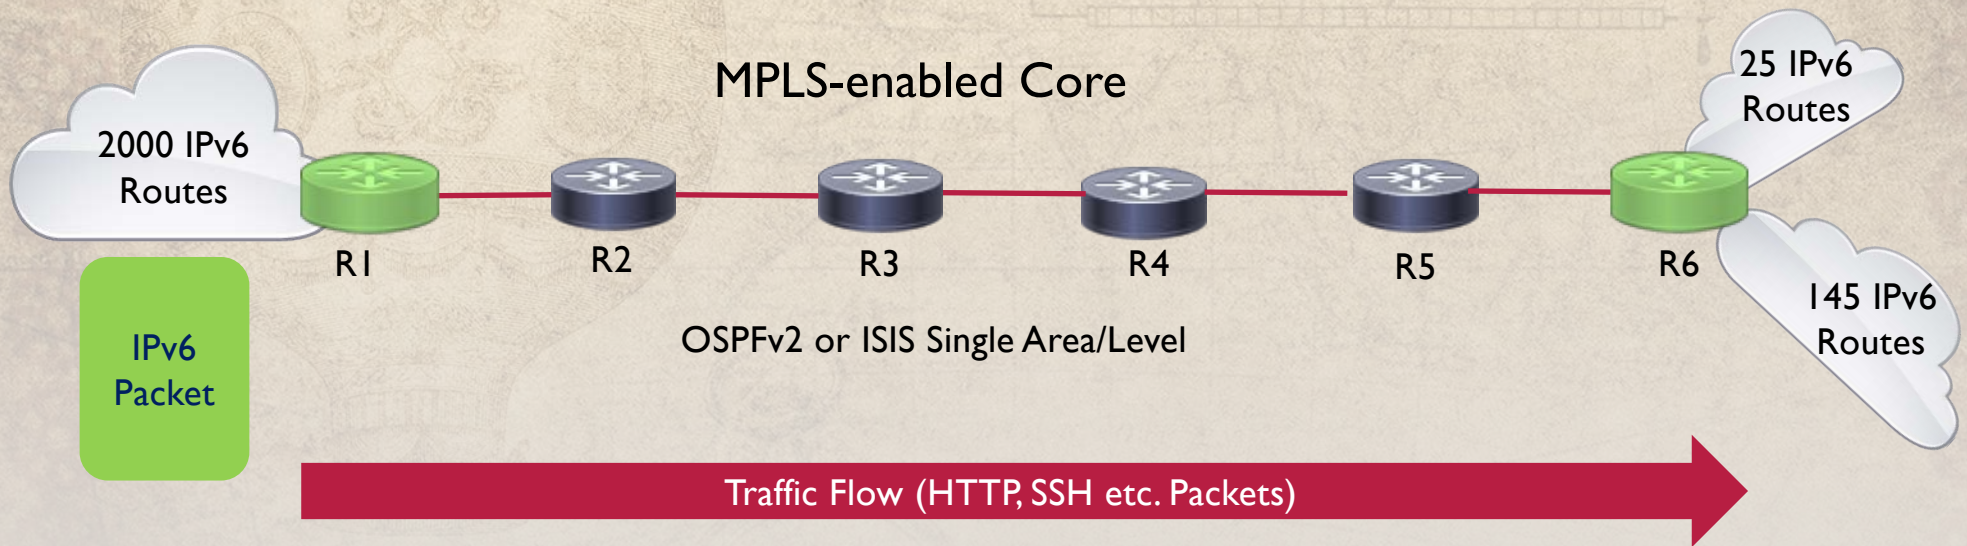 MPLS-enabled Core
2000 IPv6
Routes
25 IPv6
Routes
R1
R2
R3
R4
R5
R6
145 IPv6
Routes
IPv6
Packet
OSPFv2 or ISIS Single Area/Level
Traffic Flow (HTTP, SSH etc. Packets)